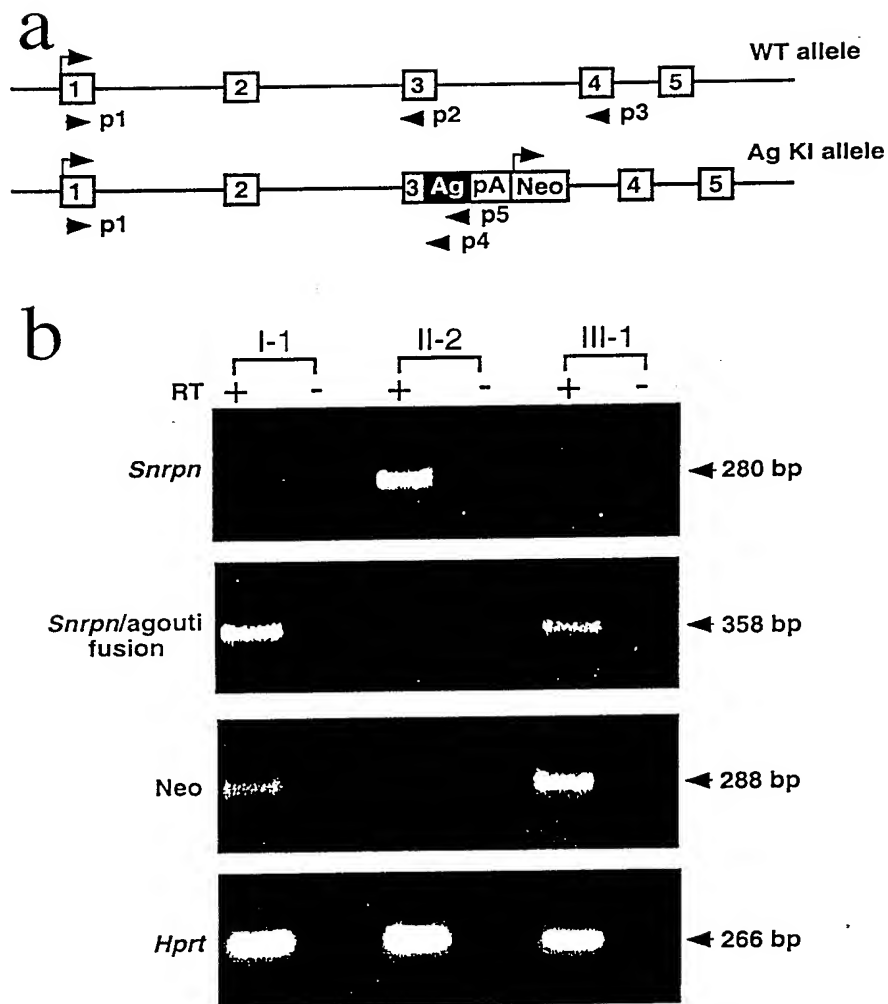 a
WT allele
1 2 3 4 5
p1 p2 p3
Ag KI allele
1 2 3 Ag pA Neo 4 5
p1 p5
p4
b
I-1 II-2 III-1
RT + - + - + -
Snrpn 280 bp
Snrpn/agouti
fusion
358 bp
Neo 288 bp
Hprt 266 bp